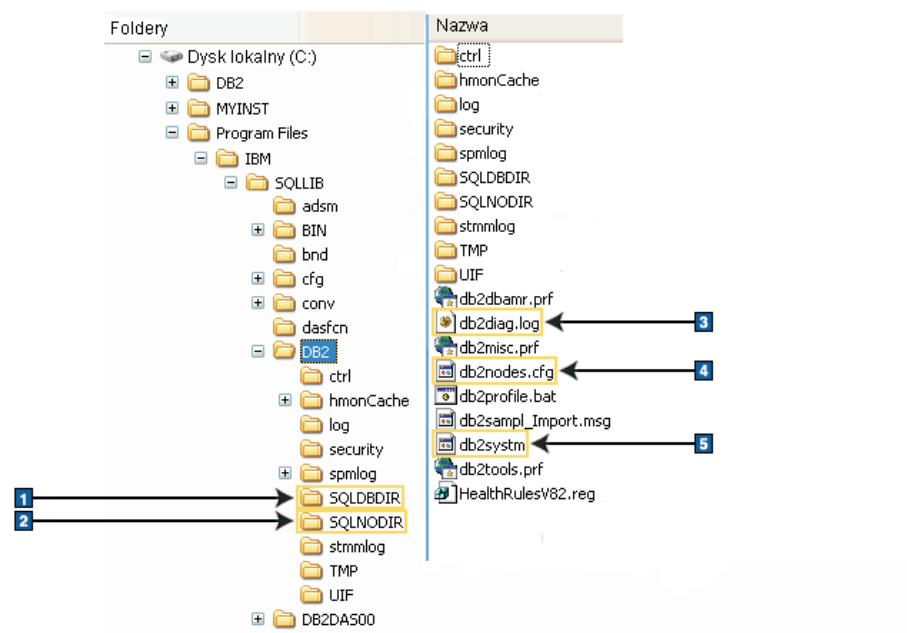 Foldery
Dysk lokalny (C:)
DB2
MYINST
Program Files
IBM
SQLLIB
adsm
BIN
bnd
cfg
conv
dasfcn
DB2
ctrl
hmonCache
log
security
spmlog
1 SQLDBDIR
2 SQLNODIR
stmmlog
TMP
UIF
DB2DAS00
Nazwa
ctrl
hmonCache
log
security
spmlog
SQLDBDIR
SQLNODIR
stmmlog
TMP
UIF
db2dbamr.prf
db2diag.log 3
db2misc.prf
db2nodes.cfg 4
db2profile.bat
db2sampl_Import.msg
db2systm 5
db2tools.prf
HealthRulesV82.reg